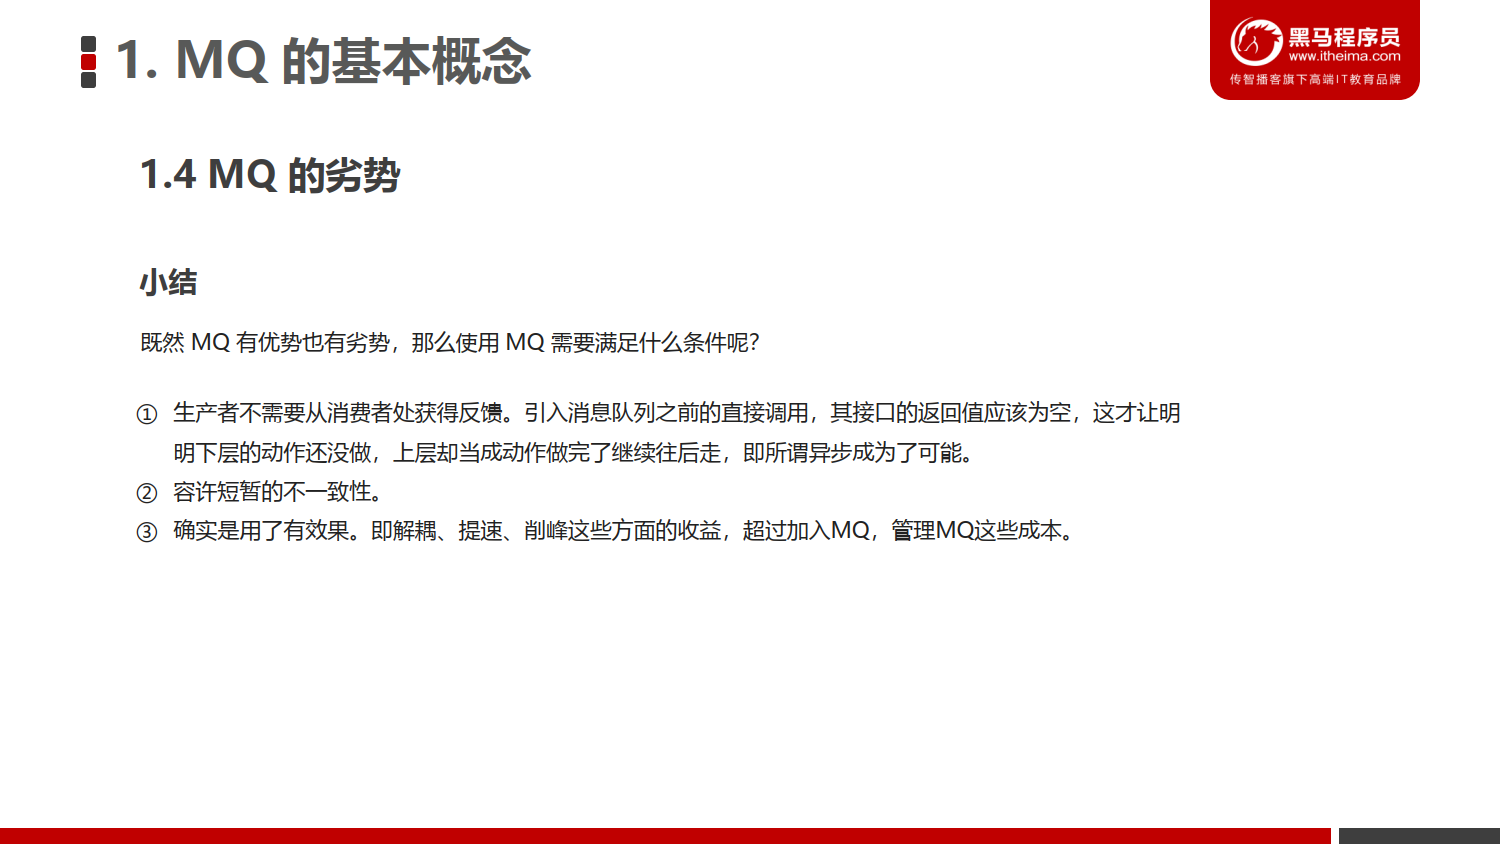 1. MQ 的基本概念
黑马程序员
www.itheima.com
传智播客旗下高端IT教育品牌
1.4 MQ 的劣势
小结
既然 MQ 有优势也有劣势，那么使用 MQ 需要满足什么条件呢？
① 生产者不需要从消费者处获得反馈。引入消息队列之前的直接调用，其接口的返回值应该为空，这才让明
明下层的动作还没做，上层却当成动作做完了继续往后走，即所谓异步成为了可能。
② 容许短暂的不一致性。
③ 确实是用了有效果。即解耦、提速、削峰这些方面的收益，超过加入MQ，管理MQ这些成本。